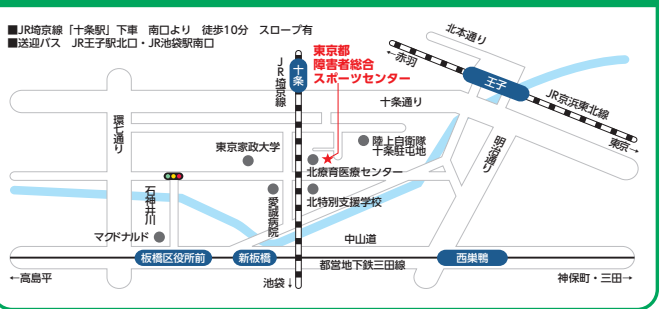 ■JR埼京線「十条駅」下車 南口より 徒歩10分 スロープ有
■送迎バス JR王子駅北口・JR池袋駅南口
東京都
障害者総合
スポーツセンター
十条
JR埼京線
北本通り
←赤羽
王子
JR京浜東北線
東京→
十条通り
環七通り
明治通り
東京家政大学
陸上自衛隊
十条駐屯地
北療育医療センター
石神井川
愛誠病院
北特別支援学校
マクドナルド
中山道
板橋区役所前
新板橋
都営地下鉄三田線
西巣鴨
←高島平
池袋↓
神保町・三田→